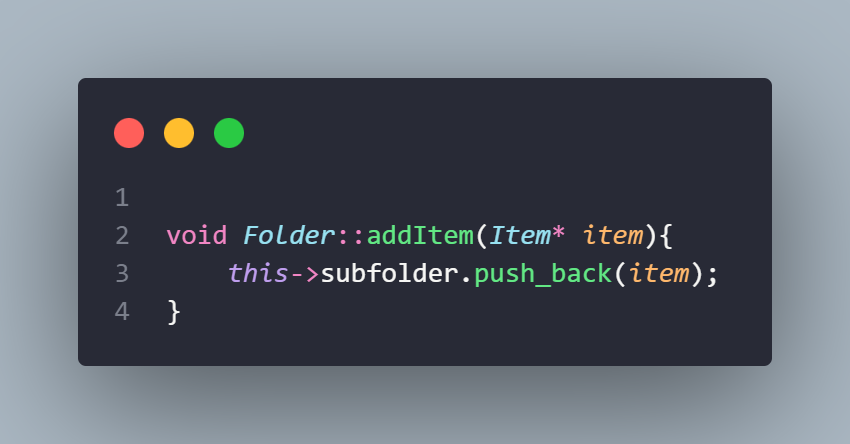 1
2 void Folder::addItem(Item* item){
3     this->subfolder.push_back(item);
4 }